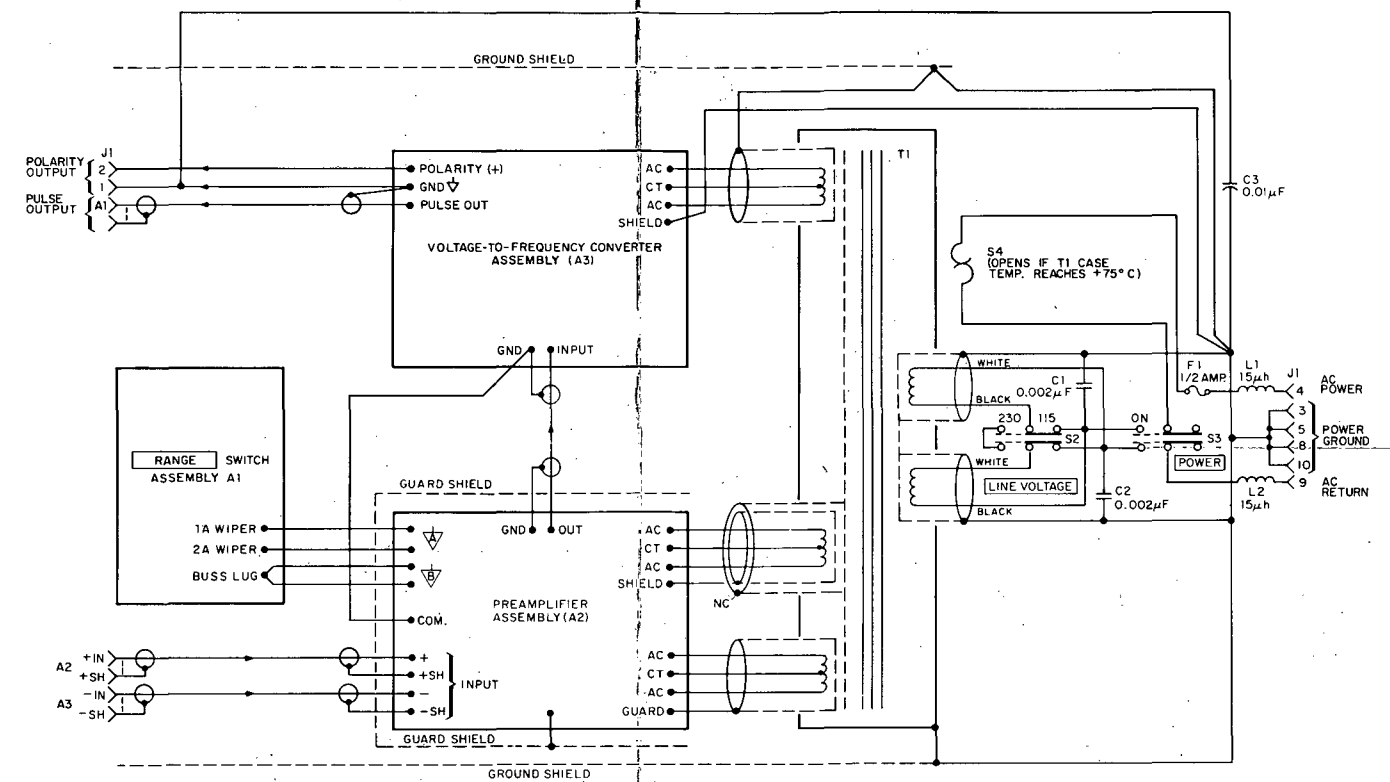 GROUND SHIELD
J1
POLARITY
OUTPUT
2
1
PULSE
OUTPUT
A1
POLARITY (+)
GND
PULSE OUT
AC
CT
AC
SHIELD
VOLTAGE-TO-FREQUENCY CONVERTER
ASSEMBLY (A3)
GND
INPUT
T1
C3
0.01µF
S4
(OPENS IF T1 CASE
TEMP. REACHES +75°C)
WHITE
BLACK
C1
0.002µF
230
115
S2
ON
S3
POWER
F1
1/2 AMP.
L1
15µh
J1
4
AC
POWER
3
5
8
10
POWER
GROUND
9
AC
RETURN
L2
15µh
WHITE
LINE VOLTAGE
BLACK
C2
0.002µF
RANGE SWITCH
ASSEMBLY A1
1A WIPER
2A WIPER
BUSS LUG
GUARD SHIELD
GND
OUT
A
B
COM.
PREAMPLIFIER
ASSEMBLY (A2)
AC
CT
AC
SHIELD
NC
A2
+IN
+SH
A3
-IN
-SH
+
+SH
-
-SH
INPUT
AC
CT
AC
GUARD
GUARD SHIELD
GROUND SHIELD